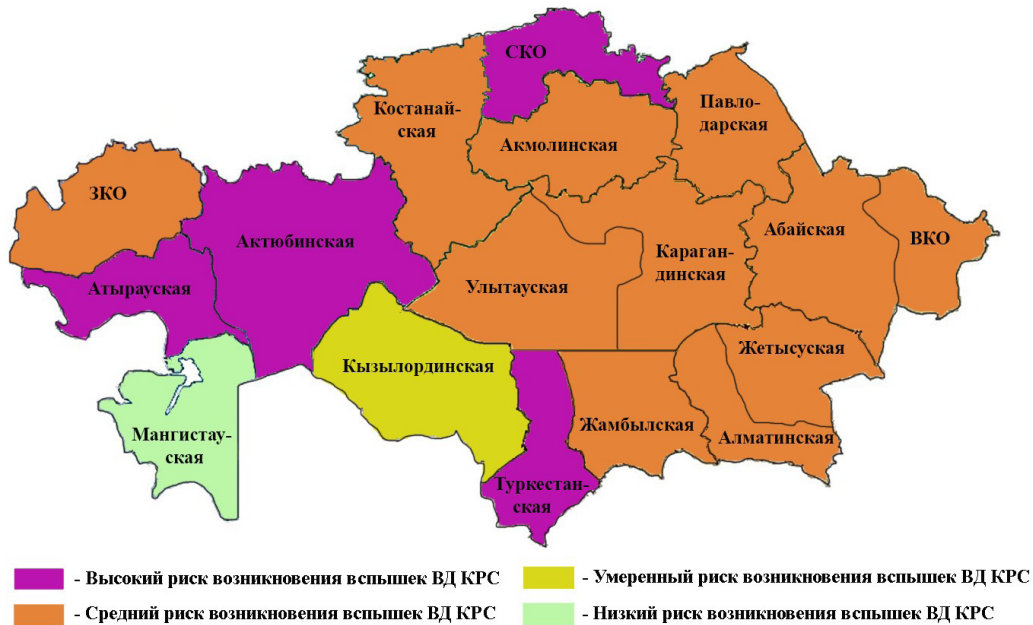 СКО
Костанай-
ская
Павло-
дарская
Акмолинская
ЗКО
Актюбинская
Абайская
ВКО
Караган-
динская
Атырауская
Улытауская
Жетысуская
Кызылординская
Мангистау-
ская
Жамбылская
Алматинская
Туркестан-
ская
- Высокий риск возникновения вспышек ВД КРС
- Умеренный риск возникновения вспышек ВД КРС
- Средний риск возникновения вспышек ВД КРС
- Низкий риск возникновения вспышек ВД КРС